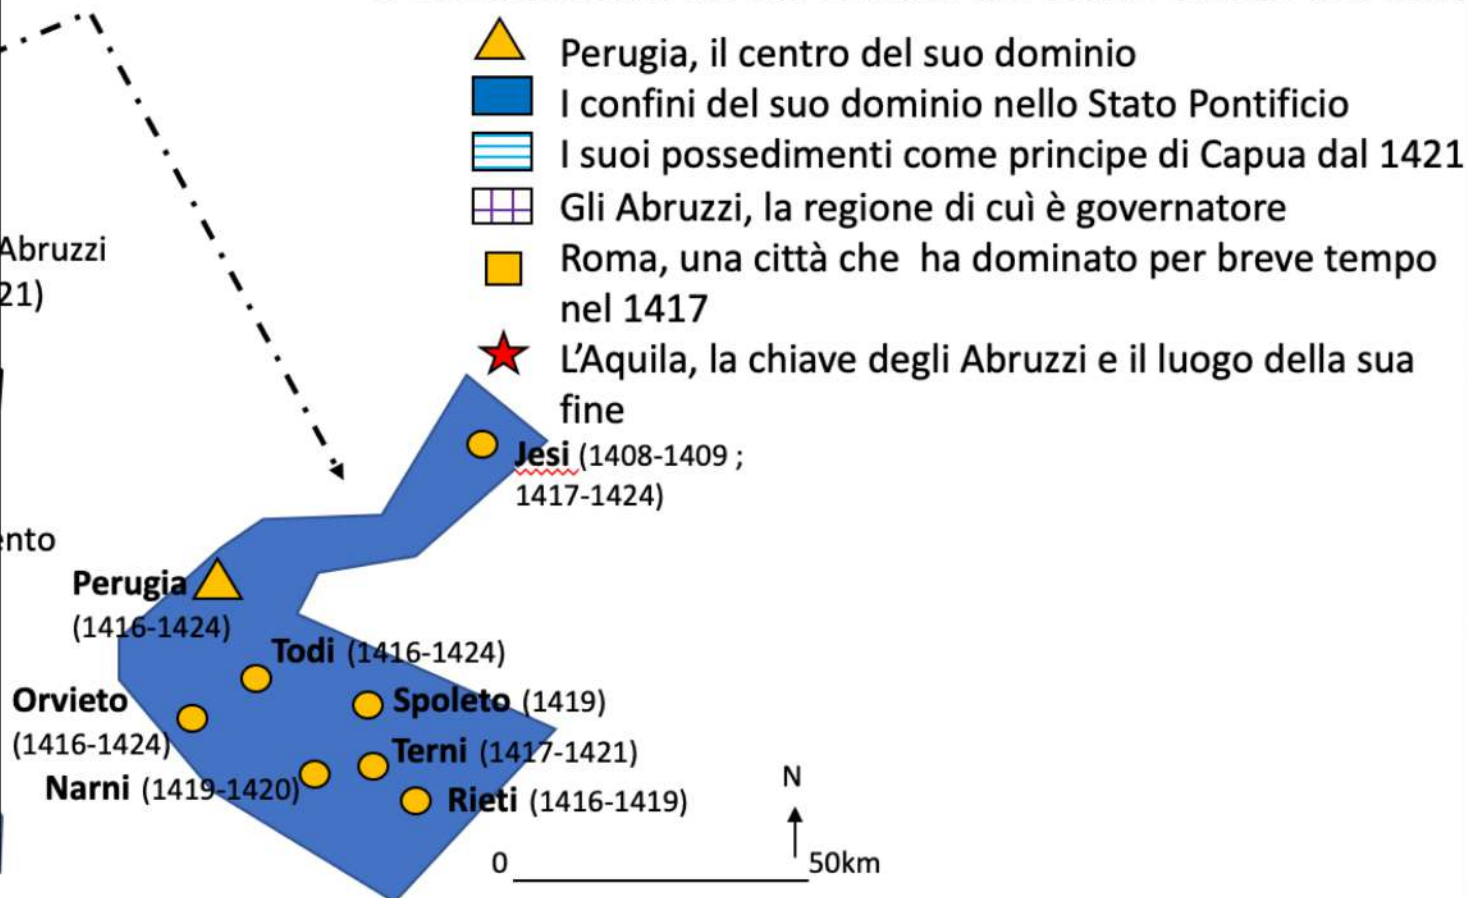 Perugia, il centro del suo dominio
I confini del suo dominio nello Stato Pontificio
I suoi possedimenti come principe di Capua dal 1421
Gli Abruzzi, la regione di cuì è governatore
Roma, una città che ha dominato per breve tempo
nel 1417
L'Aquila, la chiave degli Abruzzi e il luogo della sua
fine
Abruzzi
21)
Jesi (1408-1409 ;
1417-1424)
ento
Perugia
(1416-1424)
Todi (1416-1424)
Orvieto
(1416-1424)
Spoleto (1419)
Terni (1417-1421)
Narni (1419-1420)
Rieti (1416-1419)
N
0 50km